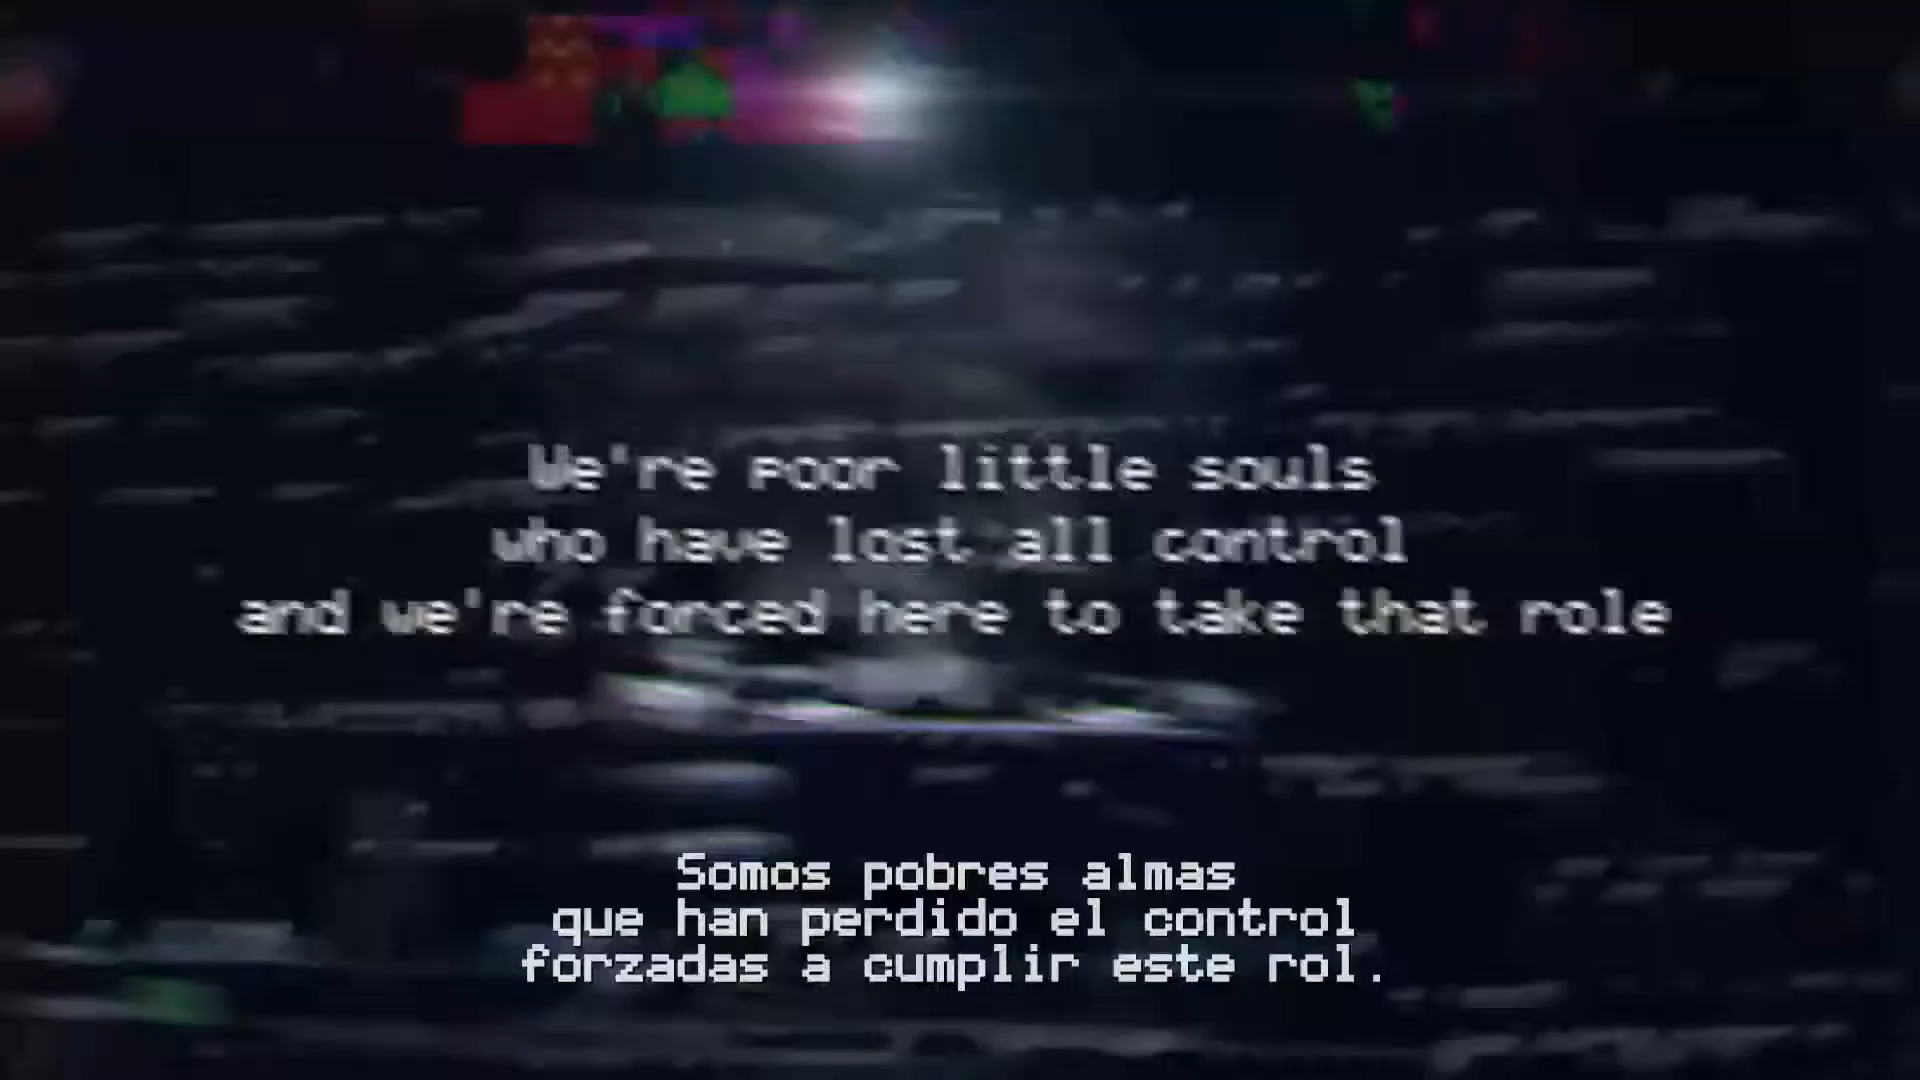 We're poor little souls
who have lost all control
and we're forced here to take that role
Somos pobres almas
que han perdido el control
forzadas a cumplir este rol.